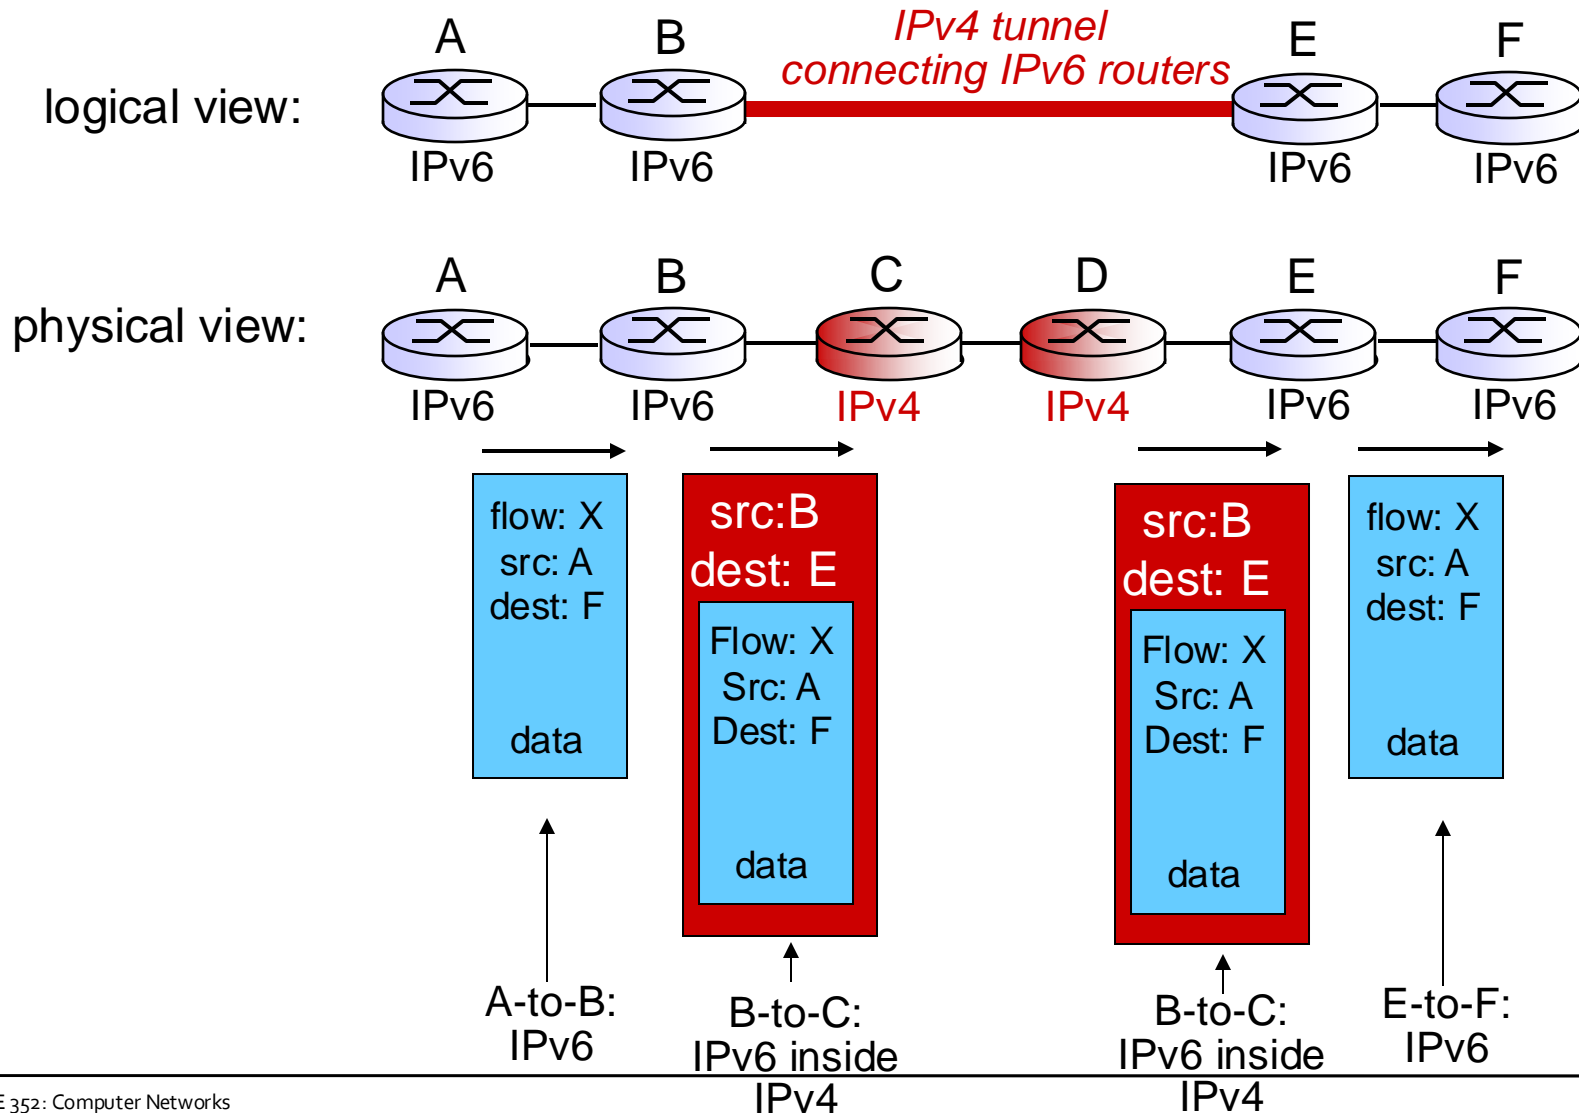 A
B
IPv4 tunnel
connecting IPv6 routers
E
F
logical view:
IPv6
IPv6
IPv6
IPv6
A
B
C
D
E
F
physical view:
IPv6
IPv6
IPv4
IPv4
IPv6
IPv6
flow: X
src: A
dest: F
data
src:B
dest: E
Flow: X
Src: A
Dest: F
data
src:B
dest: E
Flow: X
Src: A
Dest: F
data
flow: X
src: A
dest: F
data
A-to-B:
IPv6
B-to-C:
IPv6 inside
IPv4
B-to-C:
IPv6 inside
IPv4
E-to-F:
IPv6
E 352: Computer Networks